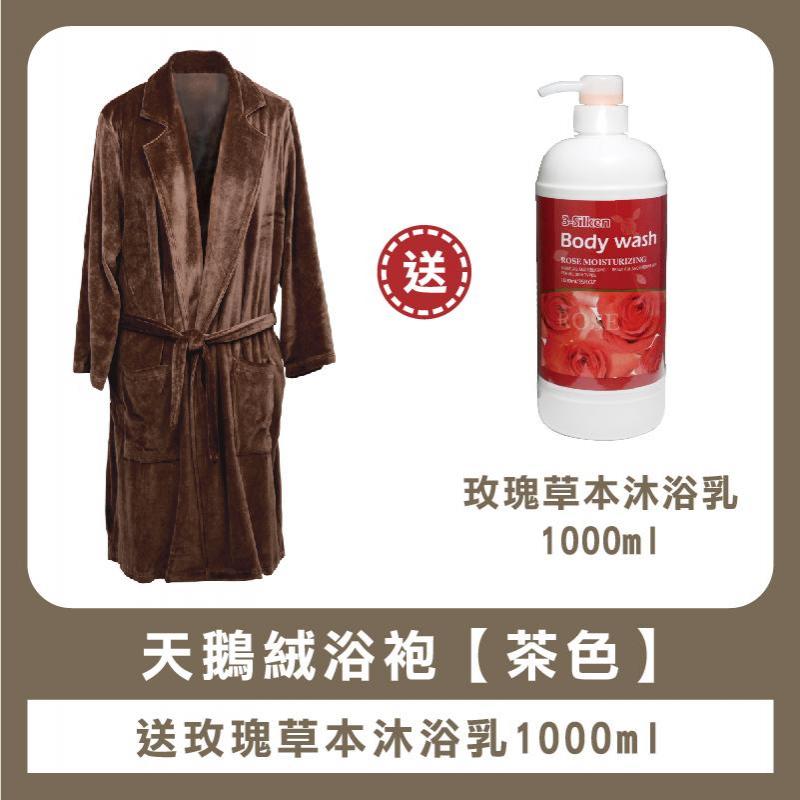 送
3-Silken
Body wash
ROSE MOISTURIZING
ROSE
玫瑰草本沐浴乳
1000ml
天鵝絨浴袍【茶色】
送玫瑰草本沐浴乳1000ml